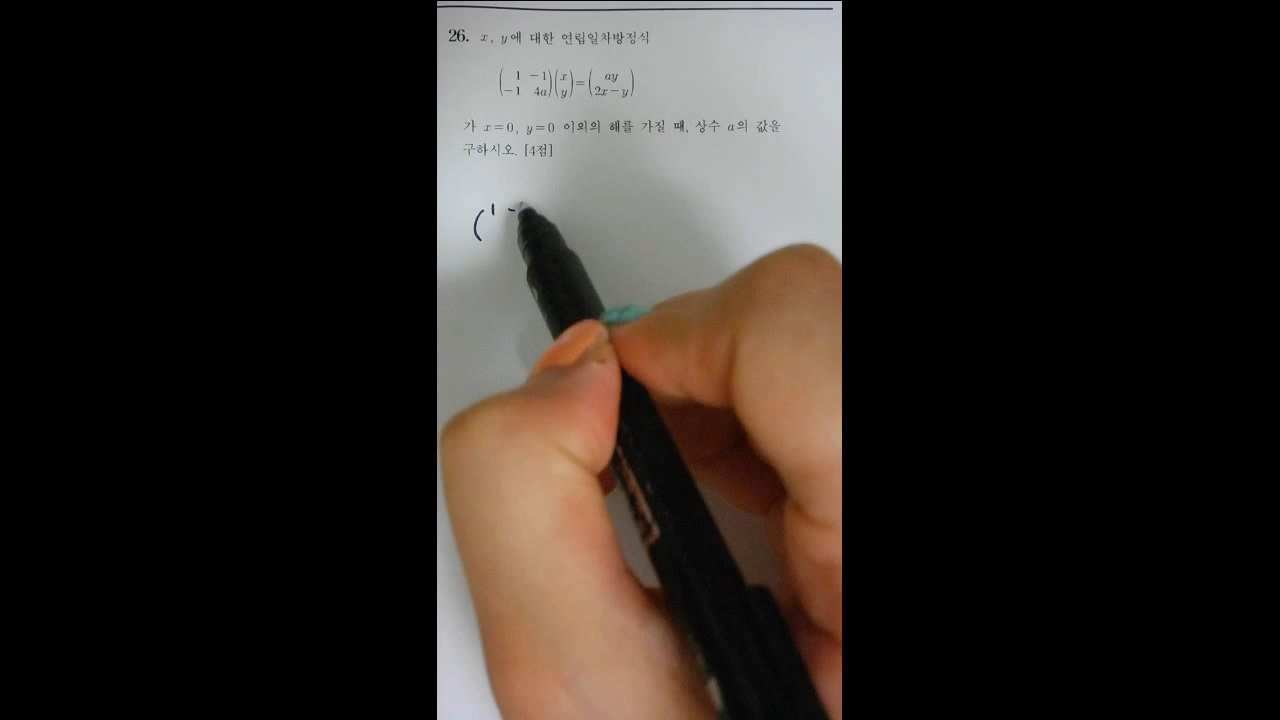 26. x, y에 대한 연립일차방정식
( 1 -1 ) ( x ) = ( ay )
( -1 4a ) ( y ) ( 2x-y )
가 x=0, y=0 이외의 해를 가질 때, 상수 a의 값을
구하시오. [4점]
( 1 -